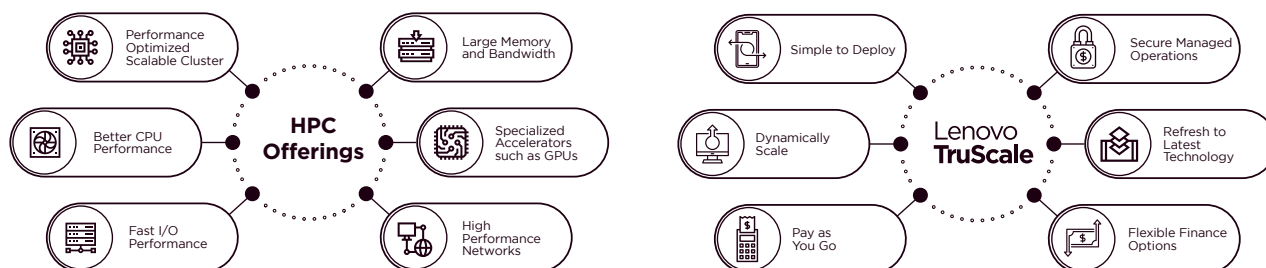 Performance
Optimized
Scalable Cluster
Large Memory
and Bandwidth
Better CPU
Performance
HPC
Offerings
Specialized
Accelerators
such as GPUs
Fast I/O
Performance
High
Performance
Networks
Simple to Deploy
Secure Managed
Operations
$
Dynamically
Scale
Lenovo
TruScale
Refresh to
Latest
Technology
$
Pay as
You Go
$
Flexible Finance
Options